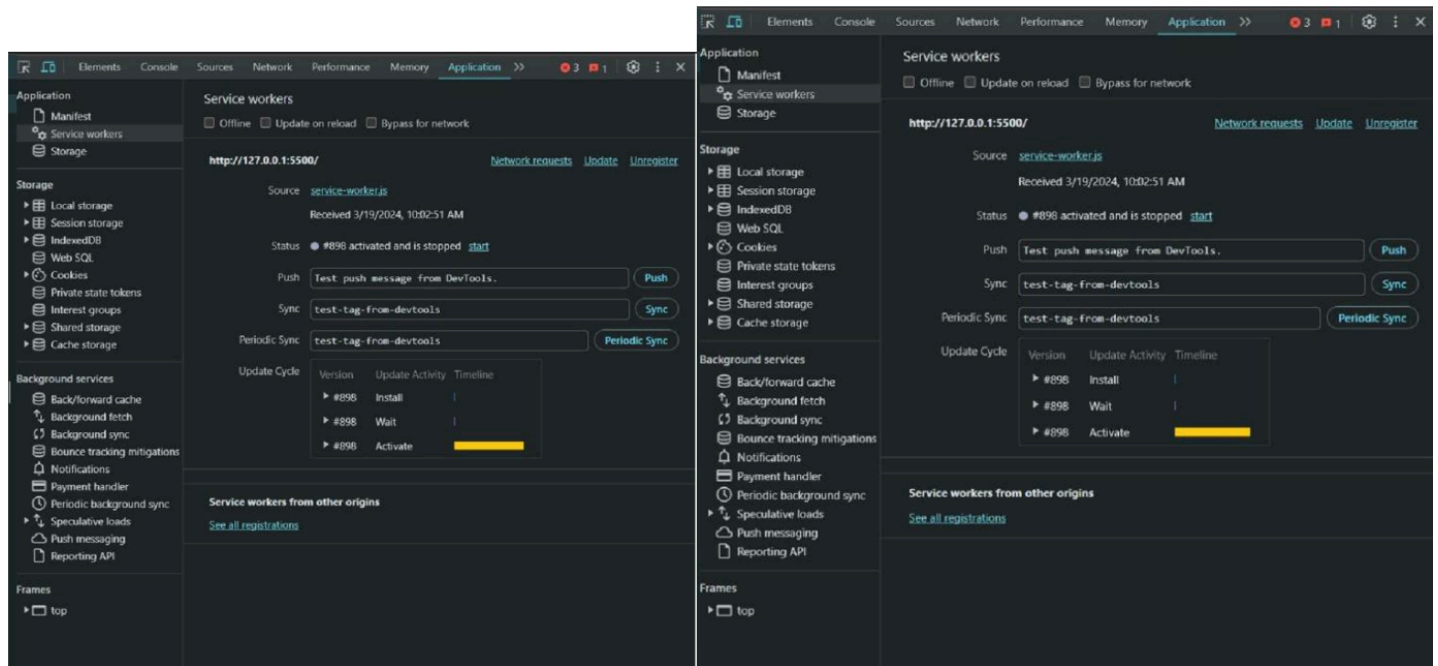 Elements Console Sources Network Performance Memory Application 3 1
Application
Manifest
Service workers
Storage
Storage
Local storage
Session storage
IndexedDB
Web SQL
Cookies
Private state tokens
Interest groups
Shared storage
Cache storage
Background services
Back/forward cache
Background fetch
Background sync
Bounce tracking mitigations
Notifications
Payment handler
Periodic background sync
Speculative loads
Push messaging
Reporting API
Frames
top
Service workers
Offline Update on reload Bypass for network
http://127.0.0.1:5500/ Network requests Update Unregister
Source service-worker.js
Received 3/19/2024, 10:02:51 AM
Status #898 activated and is stopped start
Push Test push message from DevTools. Push
Sync test-tag-from-devtools Sync
Periodic Sync test-tag-from-devtools Periodic Sync
Update Cycle Version Update Activity Timeline
#898 Install
#898 Wait
#898 Activate
Service workers from other origins
See all registrations
Elements Console Sources Network Performance Memory Application 3 1
Application
Manifest
Service workers
Storage
Storage
Local storage
Session storage
IndexedDB
Web SQL
Cookies
Private state tokens
Interest groups
Shared storage
Cache storage
Background services
Back/forward cache
Background fetch
Background sync
Bounce tracking mitigations
Notifications
Payment handler
Periodic background sync
Speculative loads
Push messaging
Reporting API
Frames
top
Service workers
Offline Update on reload Bypass for network
http://127.0.0.1:5500/ Network requests Update Unregister
Source service-worker.js
Received 3/19/2024, 10:02:51 AM
Status #898 activated and is stopped start
Push Test push message from DevTools. Push
Sync test-tag-from-devtools Sync
Periodic Sync test-tag-from-devtools Periodic Sync
Update Cycle Version Update Activity Timeline
#898 Install
#898 Wait
#898 Activate
Service workers from other origins
See all registrations